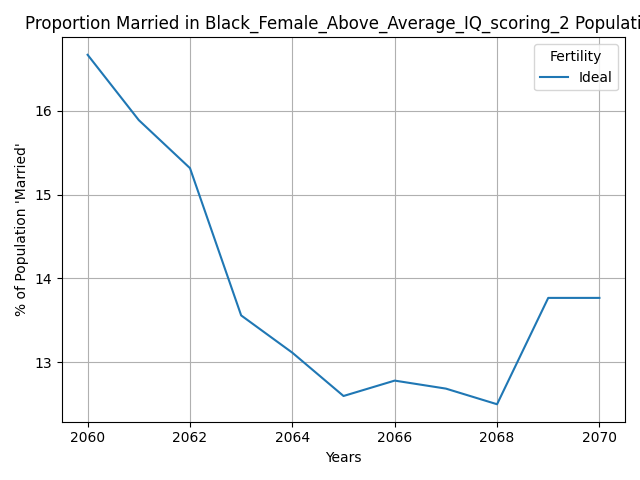 Proportion Married in Black_Female_Above_Average_IQ_scoring_2 Populati
Fertility
Ideal
% of Population 'Married'
16
15
14
13
2060 2062 2064 2066 2068 2070
Years